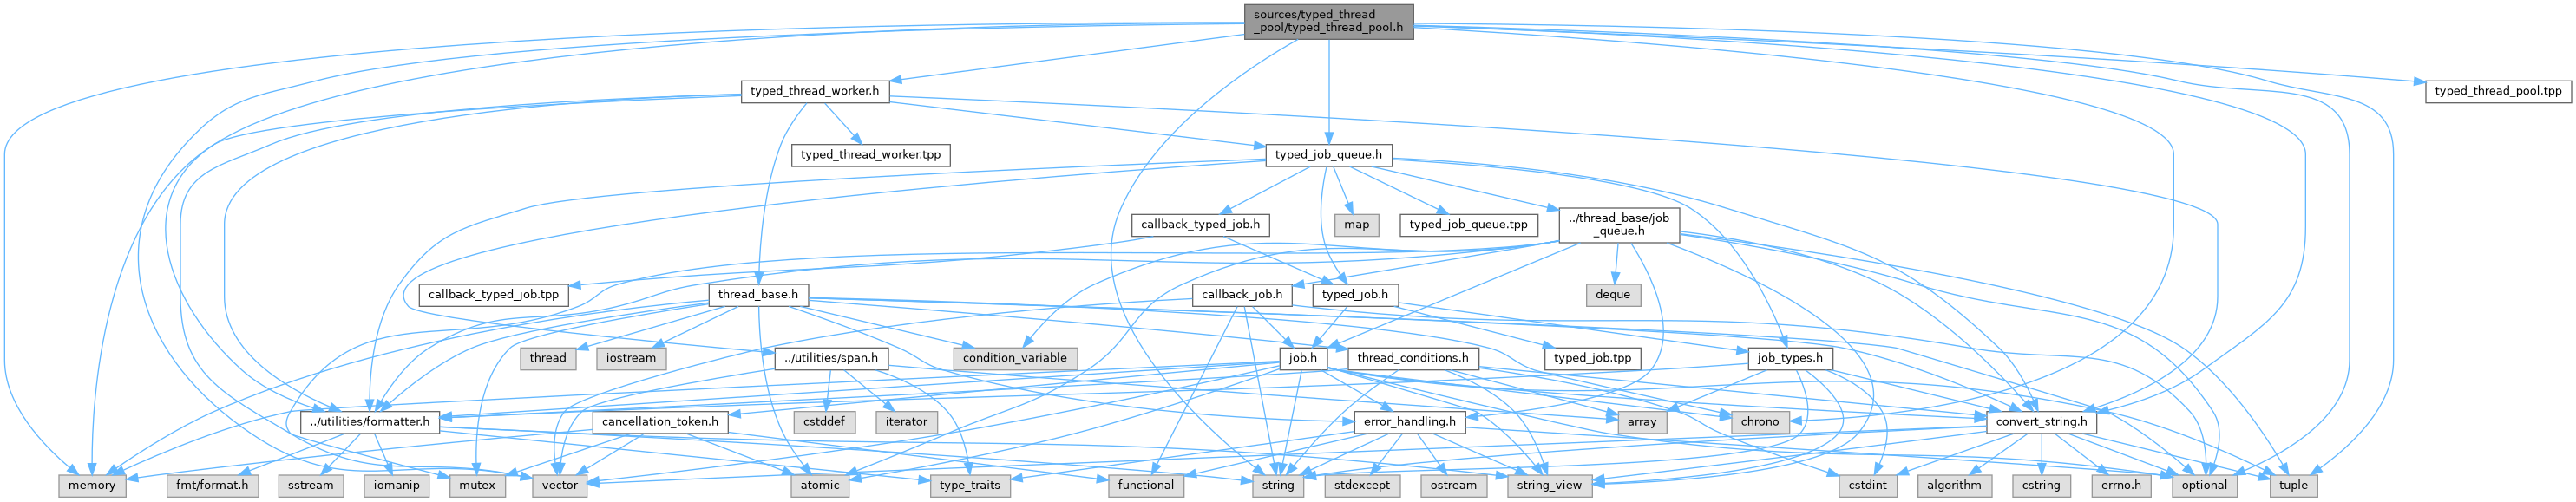 sources/typed_thread
_pool/typed_thread_pool.h
typed_thread_worker.h
typed_thread_pool.tpp
typed_thread_worker.tpp
typed_job_queue.h
callback_typed_job.h
map
typed_job_queue.tpp
../thread_base/job
_queue.h
callback_typed_job.tpp
thread_base.h
callback_job.h
typed_job.h
deque
thread
iostream
../utilities/span.h
condition_variable
job.h
thread_conditions.h
typed_job.tpp
job_types.h
../utilities/formatter.h
cancellation_token.h
cstddef
iterator
error_handling.h
array
chrono
convert_string.h
memory
fmt/format.h
sstream
iomanip
mutex
vector
atomic
type_traits
functional
string
stdexcept
ostream
string_view
cstdint
algorithm
cstring
errno.h
optional
tuple